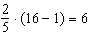 2/5 · (16 − 1) = 6